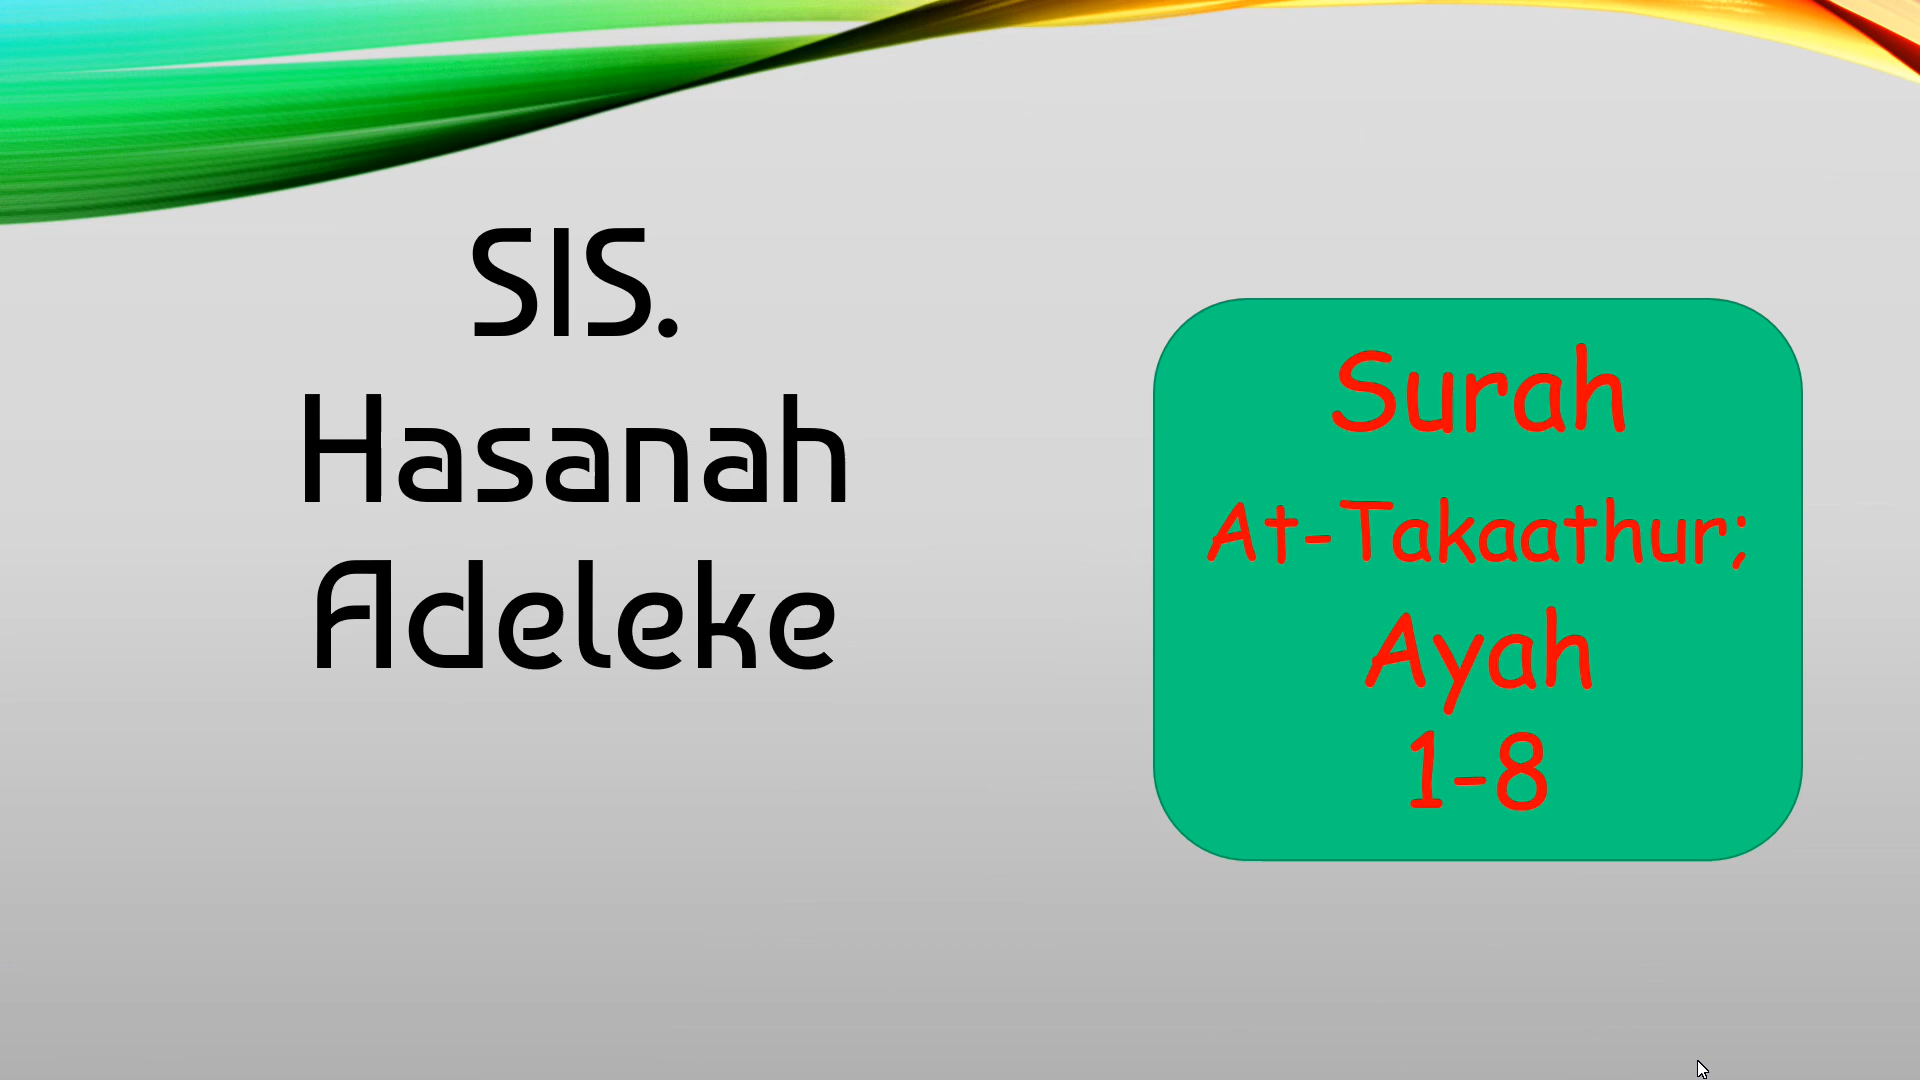 SIS.
Hasanah
Adeleke
Surah
At-Takaathur;
Ayah
1-8